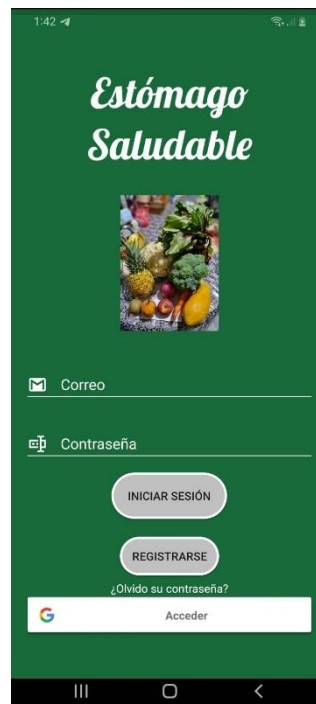 1:42
Estómago
Saludable
Correo
Contraseña
INICIAR SESIÓN
REGISTRARSE
¿Olvido su contraseña?
Acceder